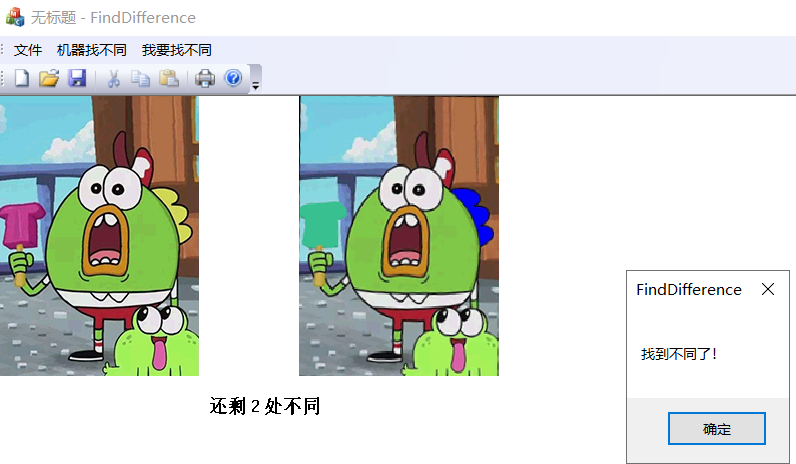 无标题 - FindDifference
文件 机器找不同 我要找不同
FindDifference
找到不同了!
确定
还剩 2 处不同